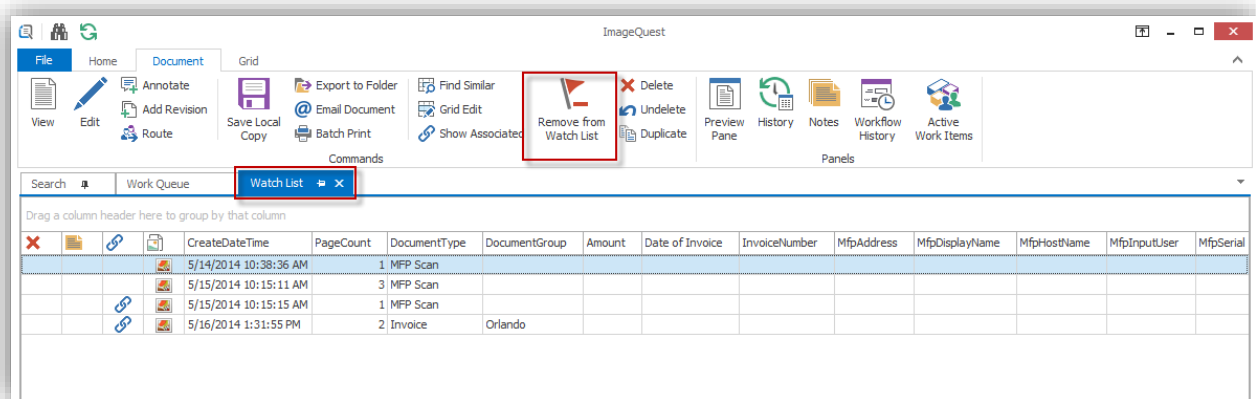 ImageQuest
File Home Document Grid
View
Edit
Annotate
Add Revision
Route
Save Local
Copy
Export to Folder
@ Email Document
Batch Print
Find Similar
Grid Edit
Show Associated
Remove from
Watch List
Delete
Undelete
Duplicate
Commands
Preview
Pane
History
Notes
Workflow
History
Active
Work Items
Panels
Search Work Queue Watch List
Drag a column header here to group by that column
CreateDateTime PageCount DocumentType DocumentGroup Amount Date of Invoice InvoiceNumber MfpAddress MfpDisplayName MfpHostName MfpInputUser MfpSerial
5/14/2014 10:38:36 AM 1 MFP Scan
5/15/2014 10:15:11 AM 3 MFP Scan
5/15/2014 10:15:15 AM 1 MFP Scan
5/16/2014 1:31:55 PM 2 Invoice Orlando